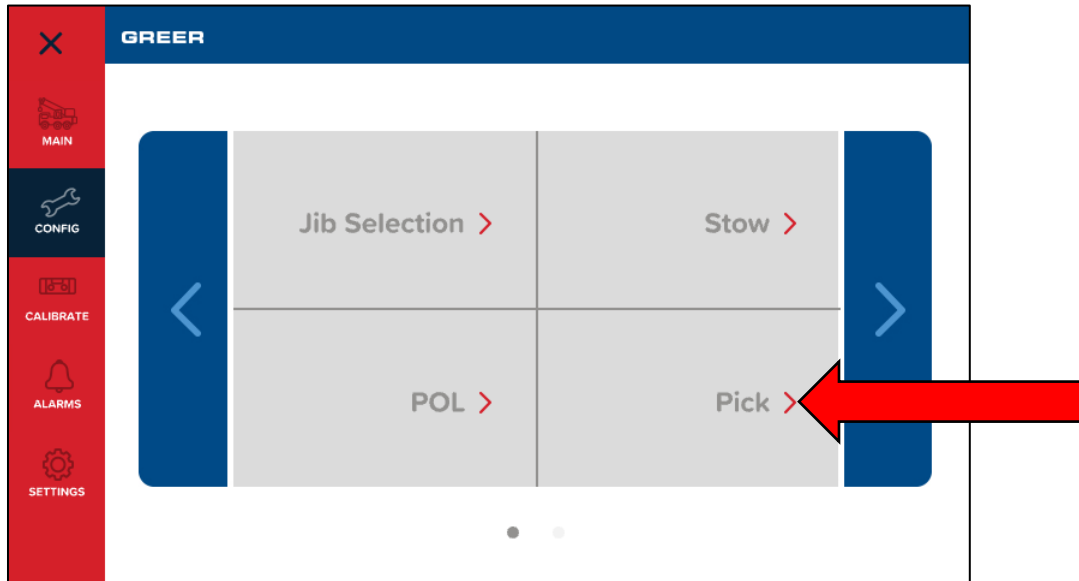 GREER
MAIN
CONFIG
CALIBRATE
ALARMS
SETTINGS
Jib Selection
Stow
POL
Pick